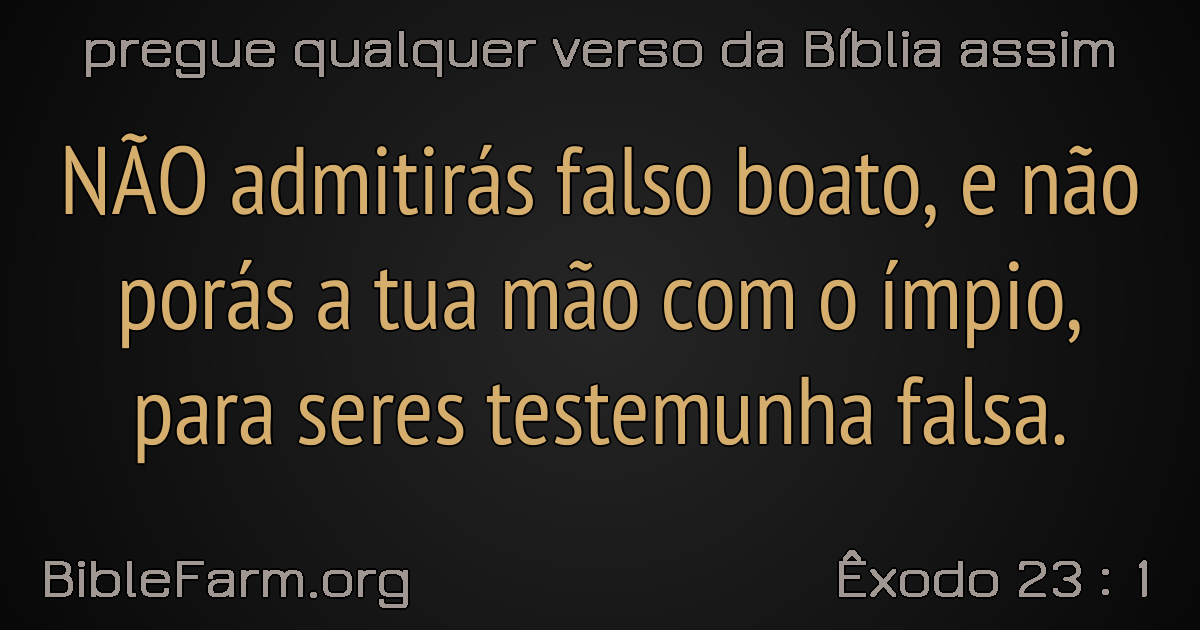 pregue qualquer verso da Bíblia assim
NÃO admitirás falso boato, e não
porás a tua mão com o ímpio,
para seres testemunha falsa.
BibleFarm.org
Êxodo 23 : 1